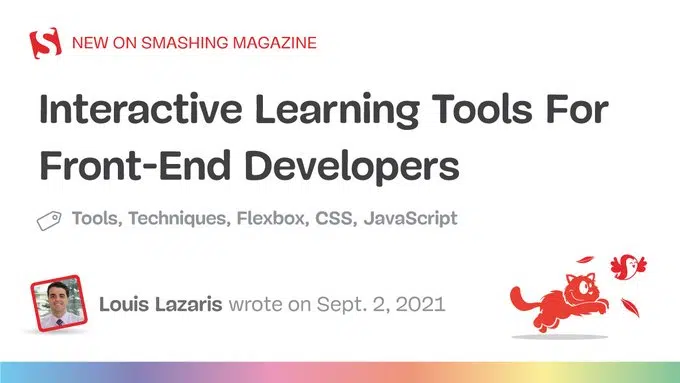 NEW ON SMASHING MAGAZINE
Interactive Learning Tools For
Front-End Developers
Tools, Techniques, Flexbox, CSS, JavaScript
Louis Lazaris wrote on Sept. 2, 2021